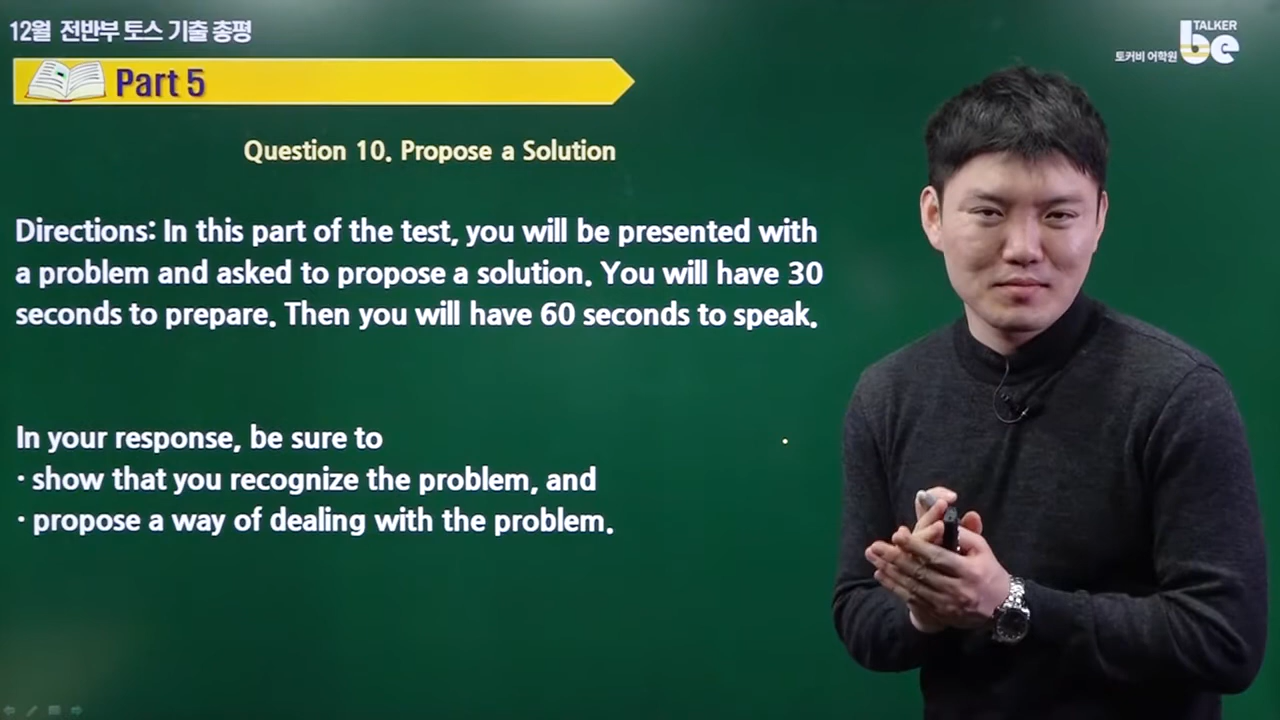 12월 전반부 토스 기출 총평
TALKER
be
토커비 어학원
Part 5
Question 10. Propose a Solution
Directions: In this part of the test, you will be presented with
a problem and asked to propose a solution. You will have 30
seconds to prepare. Then you will have 60 seconds to speak.
In your response, be sure to
· show that you recognize the problem, and
· propose a way of dealing with the problem.